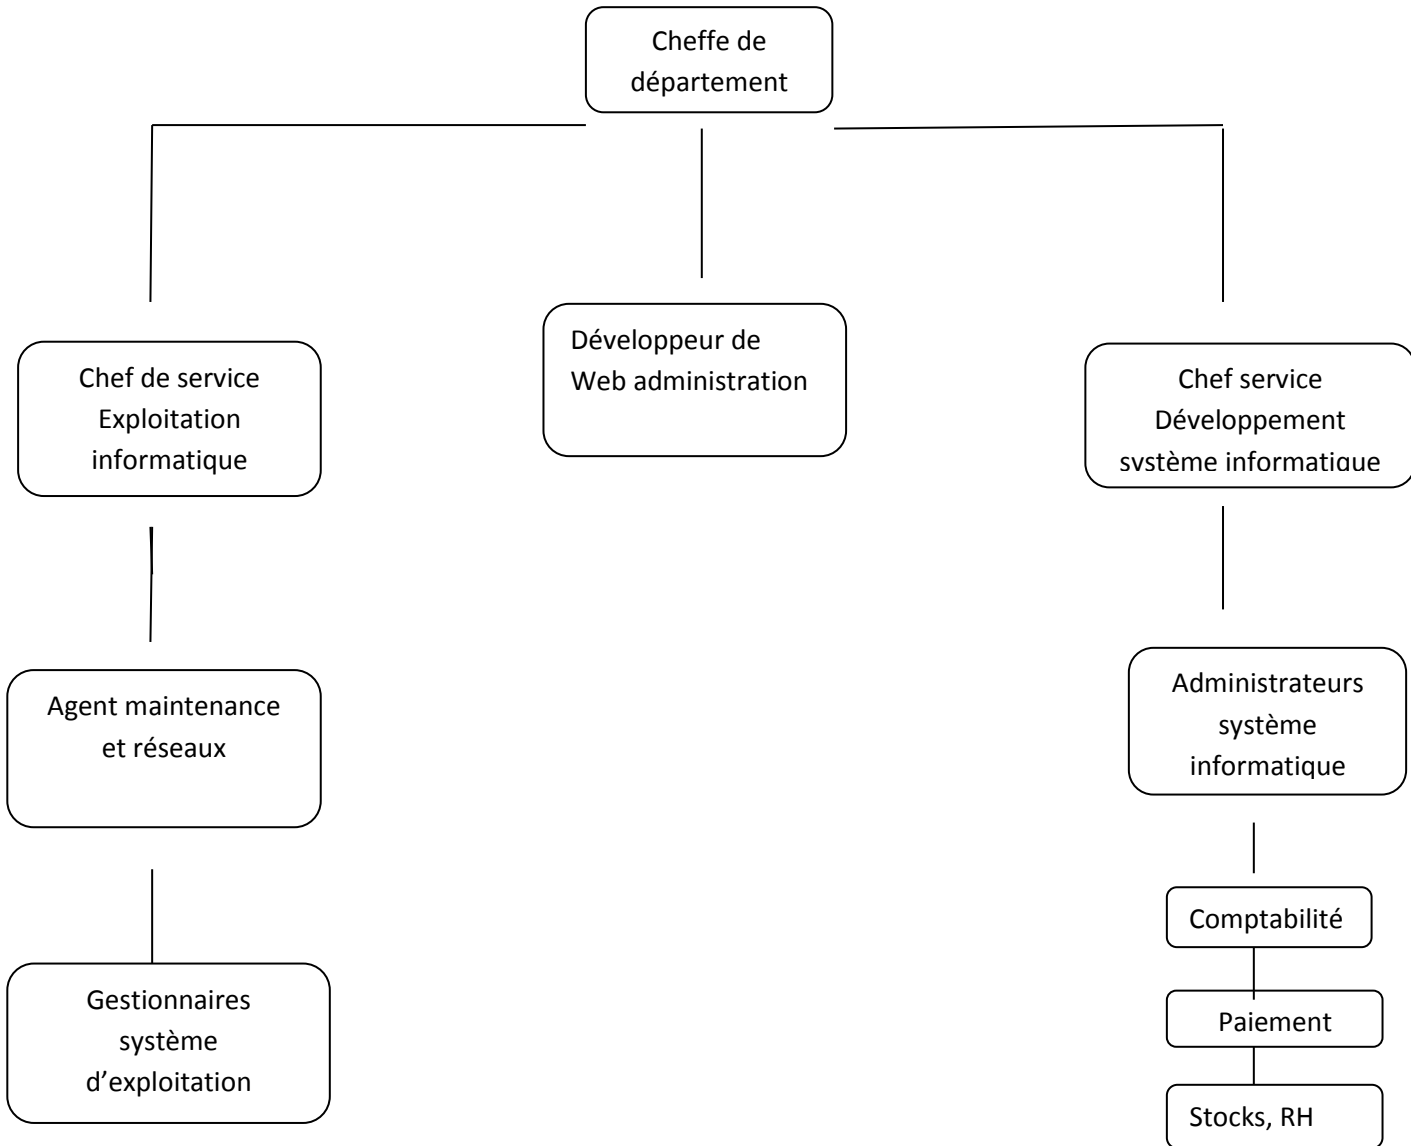 Cheffe de
département
Chef de service
Exploitation
informatique
Développeur de
Web administration
Chef service
Développement
système informatique
Agent maintenance
et réseaux
Administrateurs
système
informatique
Gestionnaires
système
d’exploitation
Comptabilité
Paiement
Stocks, RH